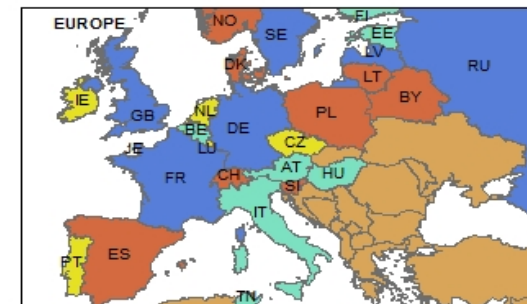 EUROPE
NO
FI
SE
EE
LV
RU
DK
LT
IE
BY
GB
NL
PL
BE
DE
JE
LU
CZ
FR
CH
AT
HU
SI
IT
ES
PT
TN